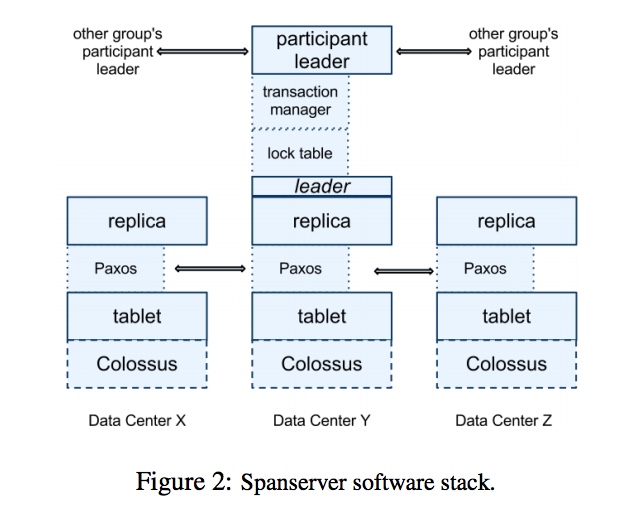 other group's
participant
leader
participant
leader
other group's
participant
leader
transaction
manager
lock table
leader
replica
replica
replica
Paxos
Paxos
Paxos
tablet
tablet
tablet
Colossus
Colossus
Colossus
Data Center X
Data Center Y
Data Center Z
Figure 2: Spanserver software stack.